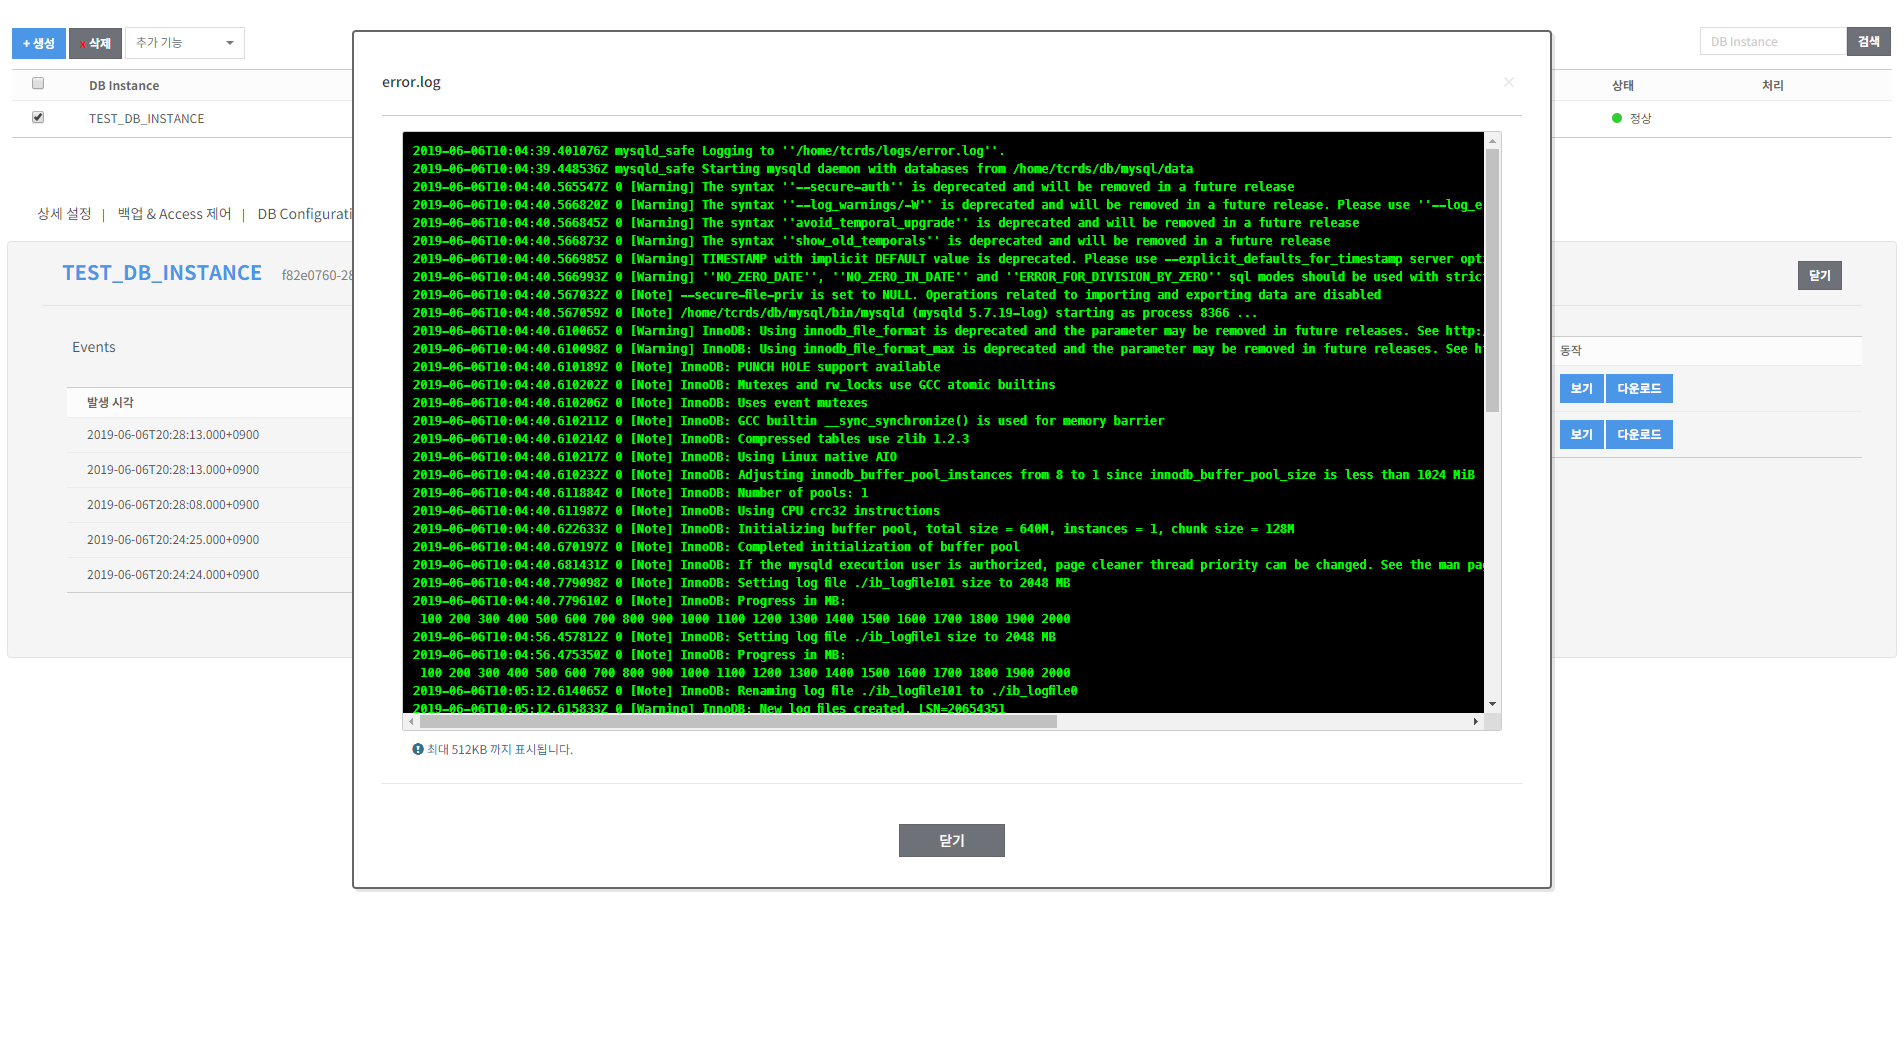 + 생성
x 삭제
추가 기능
DB Instance
검색
DB Instance
상태
처리
TEST_DB_INSTANCE
정상
상세 설정 | 백업 & Access 제어 | DB Configurati
TEST_DB_INSTANCE
f82e0760-28
닫기
Events
발생 시각
2019-06-06T20:28:13.000+0900
2019-06-06T20:28:13.000+0900
2019-06-06T20:28:08.000+0900
2019-06-06T20:24:25.000+0900
2019-06-06T20:24:24.000+0900
동작
보기 다운로드
보기 다운로드
error.log
×
2019-06-06T10:04:39.401076Z mysqld_safe Logging to ''/home/tcrds/logs/error.log''.
2019-06-06T10:04:39.448536Z mysqld_safe Starting mysqld daemon with databases from /home/tcrds/db/mysql/data
2019-06-06T10:04:40.565547Z 0 [Warning] The syntax ''--secure-auth'' is deprecated and will be removed in a future release
2019-06-06T10:04:40.566820Z 0 [Warning] The syntax ''--log_warnings/-W'' is deprecated and will be removed in a future release. Please use ''--log_e
2019-06-06T10:04:40.566845Z 0 [Warning] The syntax ''avoid_temporal_upgrade'' is deprecated and will be removed in a future release
2019-06-06T10:04:40.566873Z 0 [Warning] The syntax ''show_old_temporals'' is deprecated and will be removed in a future release
2019-06-06T10:04:40.566985Z 0 [Warning] TIMESTAMP with implicit DEFAULT value is deprecated. Please use --explicit_defaults_for_timestamp server opti
2019-06-06T10:04:40.566993Z 0 [Warning] ''NO_ZERO_DATE'', ''NO_ZERO_IN_DATE'' and ''ERROR_FOR_DIVISION_BY_ZERO'' sql modes should be used with strict
2019-06-06T10:04:40.567032Z 0 [Note] --secure-file-priv is set to NULL. Operations related to importing and exporting data are disabled
2019-06-06T10:04:40.567059Z 0 [Note] /home/tcrds/db/mysql/bin/mysqld (mysqld 5.7.19-log) starting as process 8366 ...
2019-06-06T10:04:40.610065Z 0 [Warning] InnoDB: Using innodb_file_format is deprecated and the parameter may be removed in future releases. See http:
2019-06-06T10:04:40.610098Z 0 [Warning] InnoDB: Using innodb_file_format_max is deprecated and the parameter may be removed in future releases. See ht
2019-06-06T10:04:40.610189Z 0 [Note] InnoDB: PUNCH HOLE support available
2019-06-06T10:04:40.610202Z 0 [Note] InnoDB: Mutexes and rw_locks use GCC atomic builtins
2019-06-06T10:04:40.610206Z 0 [Note] InnoDB: Uses event mutexes
2019-06-06T10:04:40.610211Z 0 [Note] InnoDB: GCC builtin __sync_synchronize() is used for memory barrier
2019-06-06T10:04:40.610214Z 0 [Note] InnoDB: Compressed tables use zlib 1.2.3
2019-06-06T10:04:40.610217Z 0 [Note] InnoDB: Using Linux native AIO
2019-06-06T10:04:40.610232Z 0 [Note] InnoDB: Adjusting innodb_buffer_pool_instances from 8 to 1 since innodb_buffer_pool_size is less than 1024 MiB
2019-06-06T10:04:40.611884Z 0 [Note] InnoDB: Number of pools: 1
2019-06-06T10:04:40.611987Z 0 [Note] InnoDB: Using CPU crc32 instructions
2019-06-06T10:04:40.622633Z 0 [Note] InnoDB: Initializing buffer pool, total size = 640M, instances = 1, chunk size = 128M
2019-06-06T10:04:40.670197Z 0 [Note] InnoDB: Completed initialization of buffer pool
2019-06-06T10:04:40.681431Z 0 [Note] InnoDB: If the mysqld execution user is authorized, page cleaner thread priority can be changed. See the man pag
2019-06-06T10:04:40.779098Z 0 [Note] InnoDB: Setting log file ./ib_logfile101 size to 2048 MB
2019-06-06T10:04:40.779610Z 0 [Note] InnoDB: Progress in MB:
100 200 300 400 500 600 700 800 900 1000 1100 1200 1300 1400 1500 1600 1700 1800 1900 2000
2019-06-06T10:04:56.457812Z 0 [Note] InnoDB: Setting log file ./ib_logfile1 size to 2048 MB
2019-06-06T10:04:56.475350Z 0 [Note] InnoDB: Progress in MB:
100 200 300 400 500 600 700 800 900 1000 1100 1200 1300 1400 1500 1600 1700 1800 1900 2000
2019-06-06T10:05:12.614065Z 0 [Note] InnoDB: Renaming log file ./ib_logfile101 to ./ib_logfile0
2019-06-06T10:05:12.615833Z 0 [Warning] InnoDB: New log files created, LSN=20654351
최대 512KB 까지 표시됩니다.
닫기